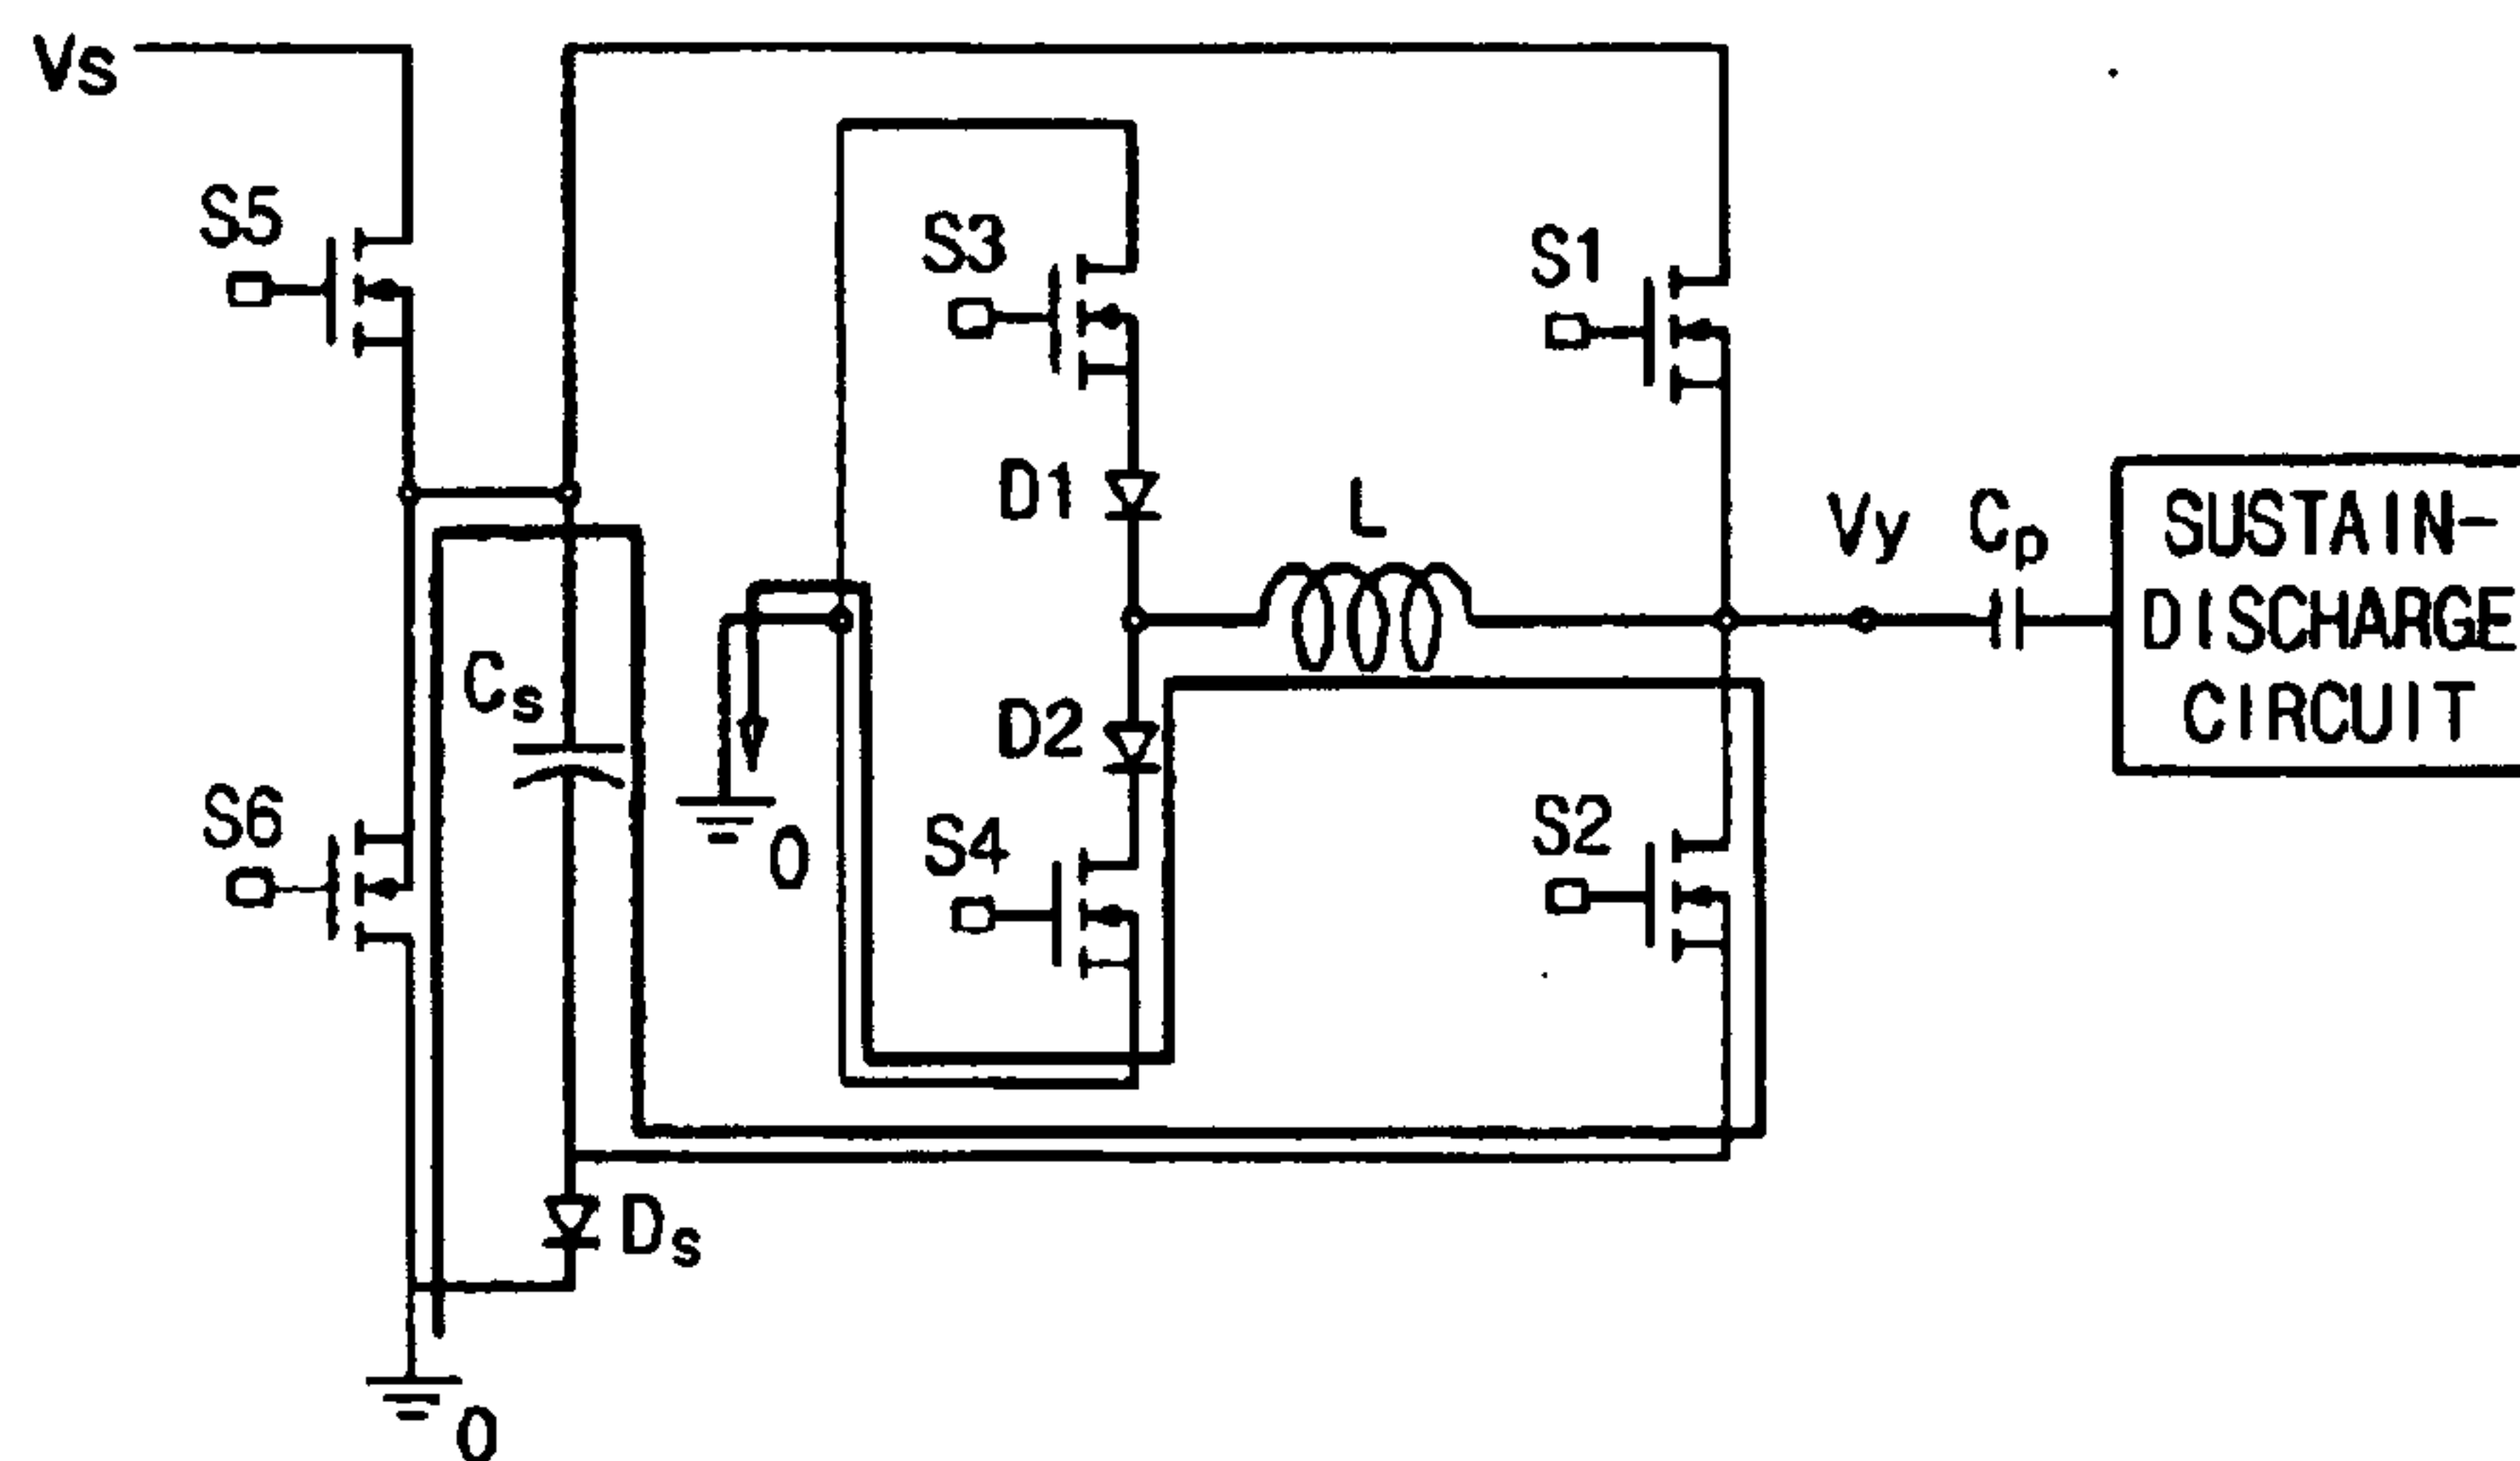 Vs
S5
S3
S1
D1
L
Vy
Cp
SUSTAIN-
DISCHARGE
CIRCUIT
Cs
D2
S6
S4
S2
0
Ds
0